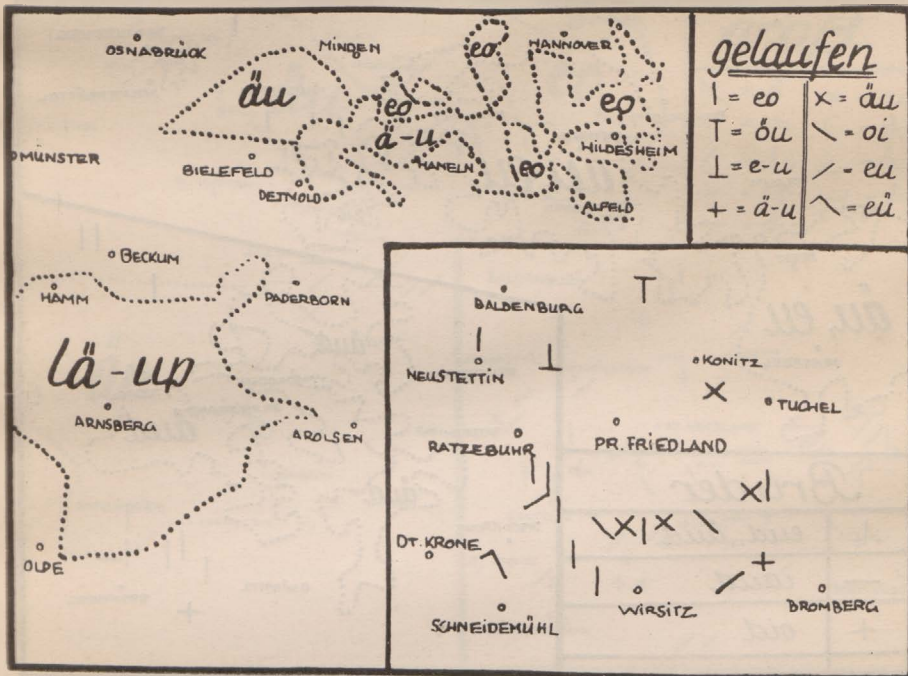 OSNABRÜCK
MINDEN
HANNOVER
äu
eo
eo
eo
ä-u
eo
MÜNSTER
BIELEFELD
DETMOLD
HAMELN
HILDESHEIM
ALFELD
BECKUM
HAMM
PADERBORN
lä-up
ARNSBERG
AROLSEN
OLPE
gelaufen
| = eo
T = öu
⊥ = e-u
+ = ä-u
x = äu
\ = oi
/ = eu
^ = eü
BALDENBURG
NEUSTETTIN
KONITZ
TUCHEL
RATZEBUHR
PR. FRIEDLAND
DT. KRONE
WIRSITZ
BROMBERG
SCHNEIDEMÜHL